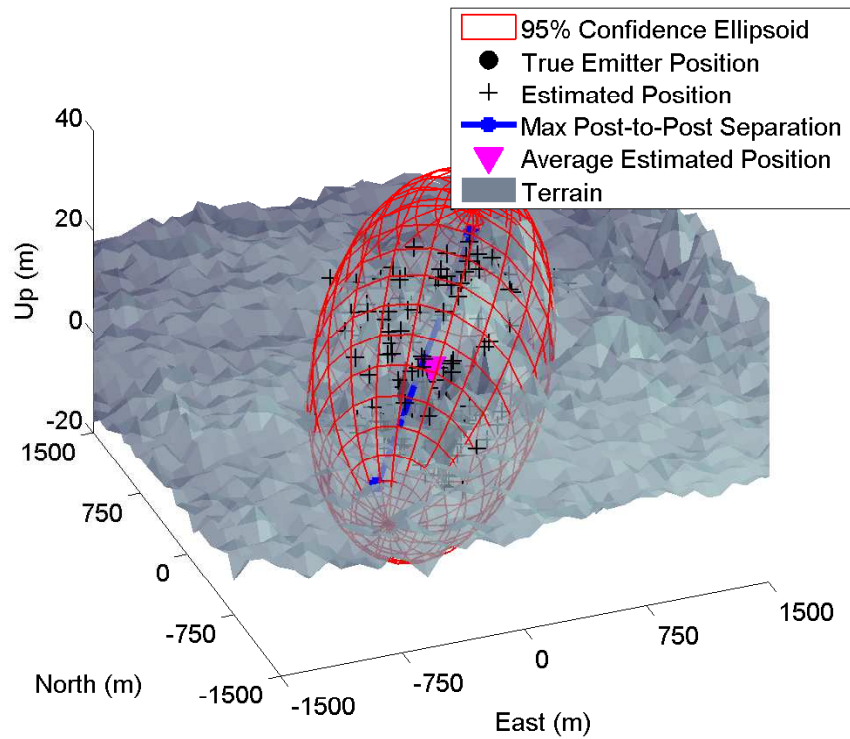 95% Confidence Ellipsoid
True Emitter Position
Estimated Position
Max Post-to-Post Separation
Average Estimated Position
Terrain
40
20
0
-20
Up (m)
1500
750
0
-750
-1500
North (m)
-1500
-750
0
750
1500
East (m)